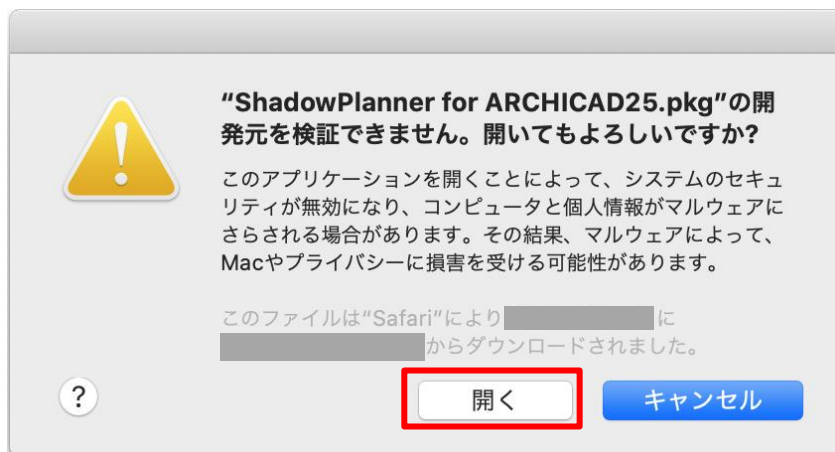 “ShadowPlanner for ARCHICAD25.pkg”の開
発元を検証できません。開いてもよろしいですか?
このアプリケーションを開くことによって、システムのセキュ
リティが無効になり、コンピュータと個人情報がマルウェアに
さらされる場合があります。その結果、マルウェアによって、
Macやプライバシーに損害を受ける可能性があります。
このファイルは“Safari”により に
からダウンロードされました。
? 開く キャンセル